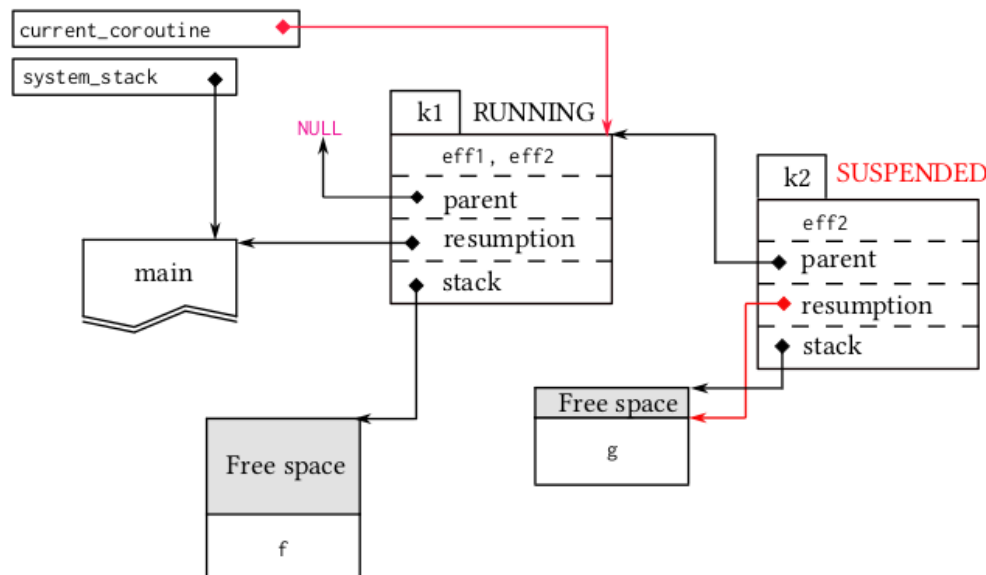 current_coroutine
system_stack
k1 RUNNING
NULL
eff1, eff2
k2 SUSPENDED
parent
eff2
resumption
parent
main
stack
resumption
stack
Free space
g
Free space
f